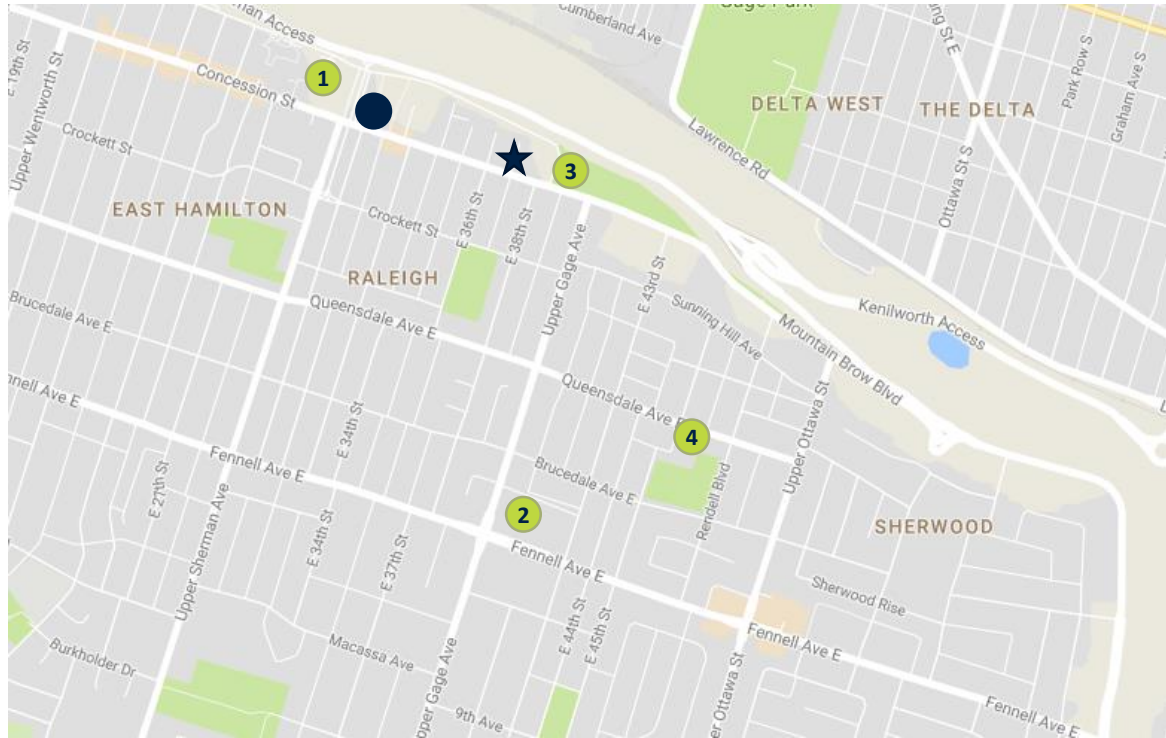 Gage Park
Cumberland Ave
man Access
E 19th St
Upper Wentworth St
Concession St
1
DELTA WEST
THE DELTA
Park Row S
Graham Ave S
Crockett St
Lawrence Rd
Ottawa St S
3
EAST HAMILTON
Crockett St
E 36th St
E 38th St
RALEIGH
Upper Gage Ave
E 43rd St
Brucedale Ave E
Queensdale Ave E
Sunning Hill Ave
Mountain Brow Blvd
Kenilworth Access
nnell Ave E
Queensdale Ave E
4
Upper Ottawa St
E 34th St
Fennell Ave E
Brucedale Ave E
Rendell Blvd
E 27th St
2
SHERWOOD
Upper Sherman Ave
E 34th St
E 37th St
Fennell Ave E
Sherwood Rise
E 44th St
E 45th St
Fennell Ave E
Burkholder Dr
Macassa Ave
pper Gage Ave
per Ottawa St
9th Ave
Fennell Ave E